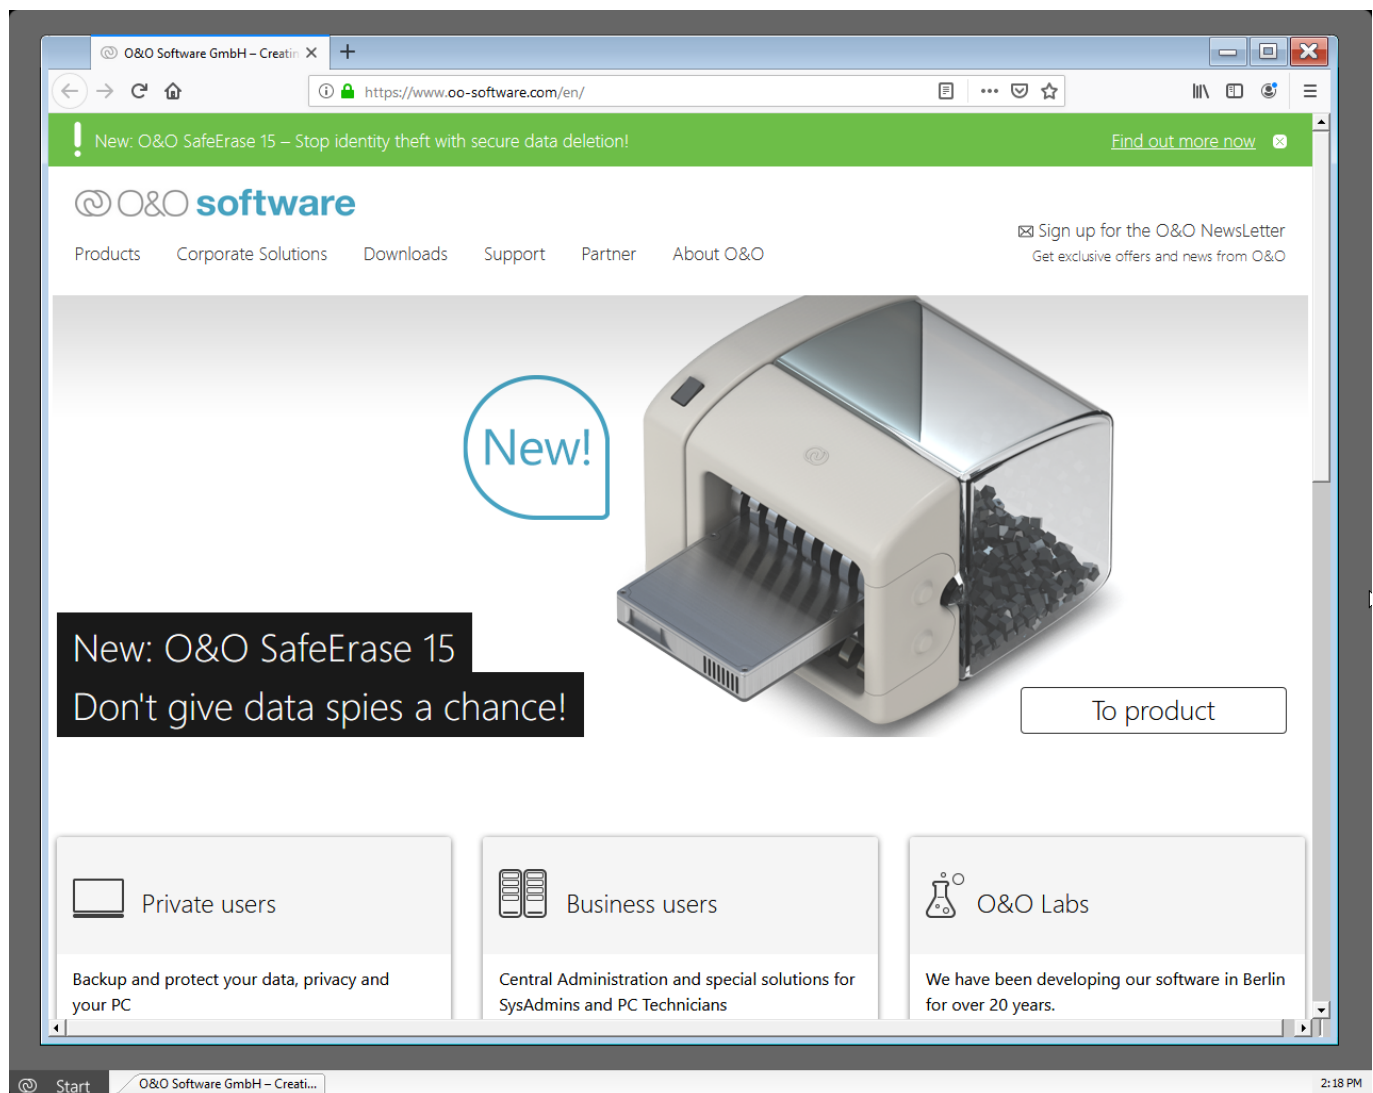 O&O Software GmbH – Creatin
https://www.oo-software.com/en/
New: O&O SafeErase 15 – Stop identity theft with secure data deletion!
Find out more now
O&O software
Sign up for the O&O NewsLetter
Get exclusive offers and news from O&O
Products Corporate Solutions Downloads Support Partner About O&O
New!
New: O&O SafeErase 15
Don't give data spies a chance!
To product
Private users
Backup and protect your data, privacy and
your PC
Business users
Central Administration and special solutions for
SysAdmins and PC Technicians
O&O Labs
We have been developing our software in Berlin
for over 20 years.
Start
O&O Software GmbH – Creati...
2:18 PM